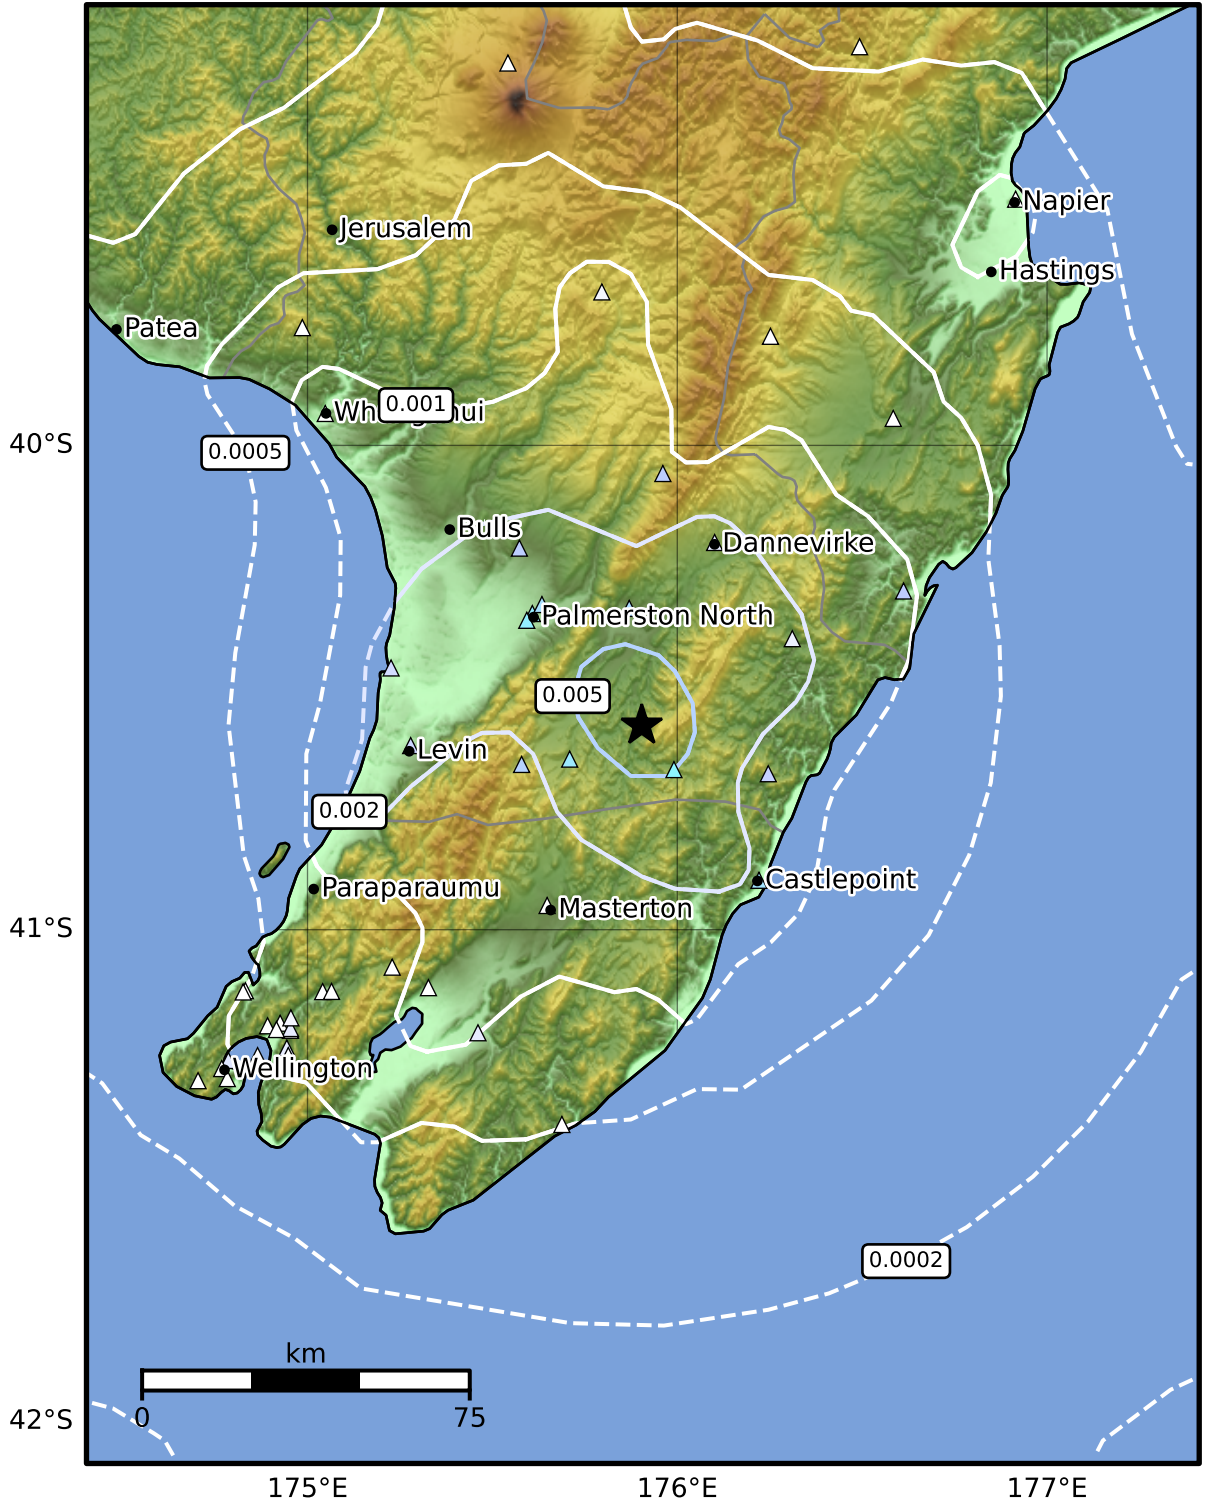 Napier
Jerusalem
Hastings
Patea
0.001
40°S
0.0005
Bulls
Dannevirke
Palmerston North
0.005
Levin
0.002
Castlepoint
Paraparaumu
Masterton
41°S
Wellington
0.0002
km
0
75
42°S
175°E
176°E
177°E